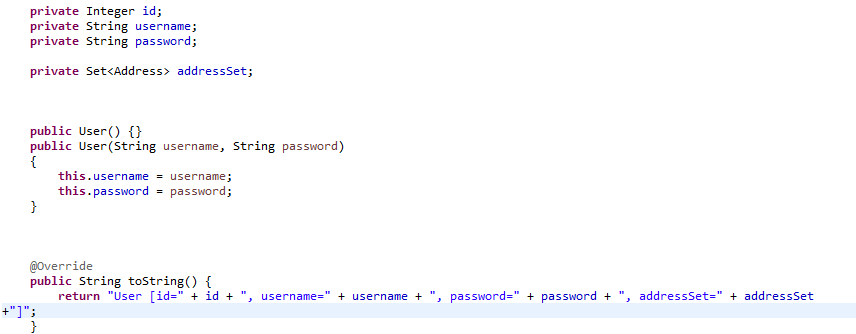 private Integer id;
private String username;
private String password;
private Set<Address> addressSet;
public User() {}
public User(String username, String password)
{
this.username = username;
this.password = password;
}
@Override
public String toString() {
return "User [id=" + id + ", username=" + username + ", password=" + password + ", addressSet=" + addressSet
+"]";
}